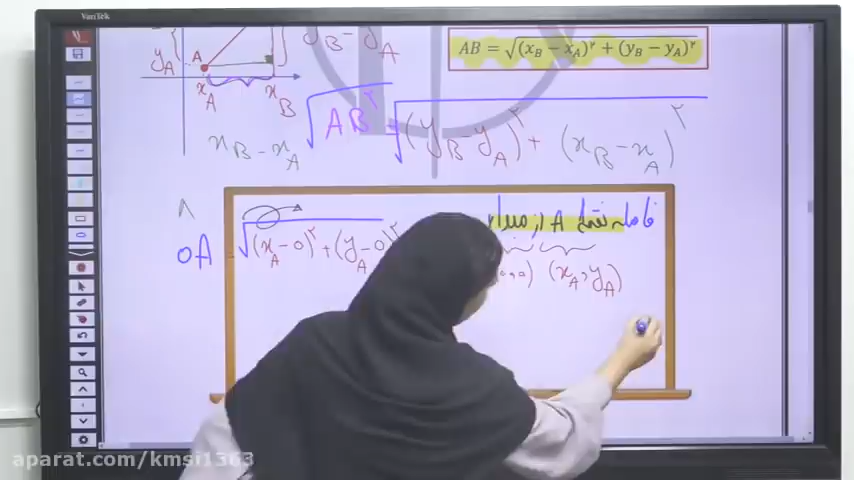 VanTek
y_A A y_B - y_A
AB = √(x_B − x_A)^۲ + (y_B − y_A)^۲
x_A x_B
x_B - x_A √AB^۲ = √(y_B - y_A)^۲ + (x_B - x_A)^۲
فاصله نقطه A از مبدأ
OA = √(x_A - 0)^۲ + (y_A - 0)^۲
(x_A, y_A)
aparat.com/kmsi1363